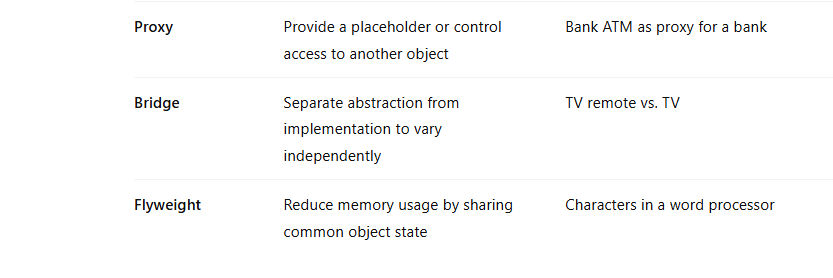 Proxy Provide a placeholder or control Bank ATM as proxy for a bank
access to another object
Bridge Separate abstraction from TV remote vs. TV
implementation to vary
independently
Flyweight Reduce memory usage by sharing Characters in a word processor
common object state